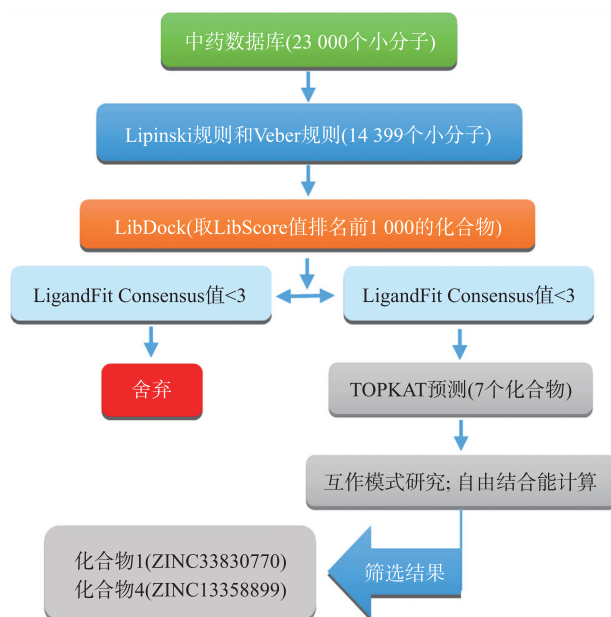 中药数据库(23 000个小分子)
Lipinski规则和Veber规则(14 399个小分子)
LibDock(取LibScore值排名前1 000的化合物)
LigandFit Consensus值<3
LigandFit Consensus值<3
舍弃
TOPKAT预测(7个化合物)
互作模式研究; 自由结合能计算
筛选结果
化合物1(ZINC33830770)
化合物4(ZINC13358899)